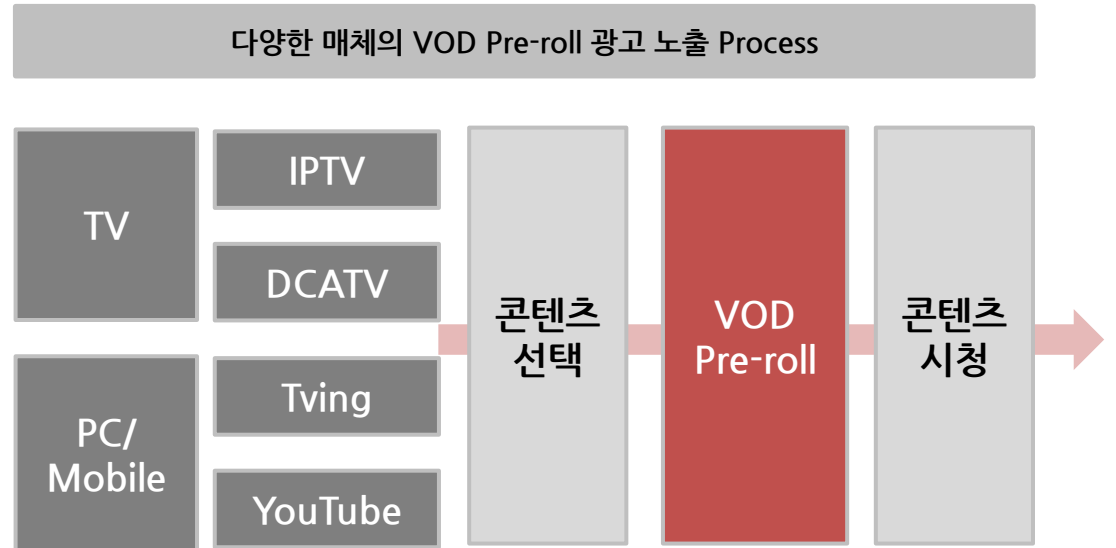 다양한 매체의 VOD Pre-roll 광고 노출 Process
TV
IPTV
DCATV
PC/
Mobile
Tving
YouTube
콘텐츠
선택
VOD
Pre-roll
콘텐츠
시청